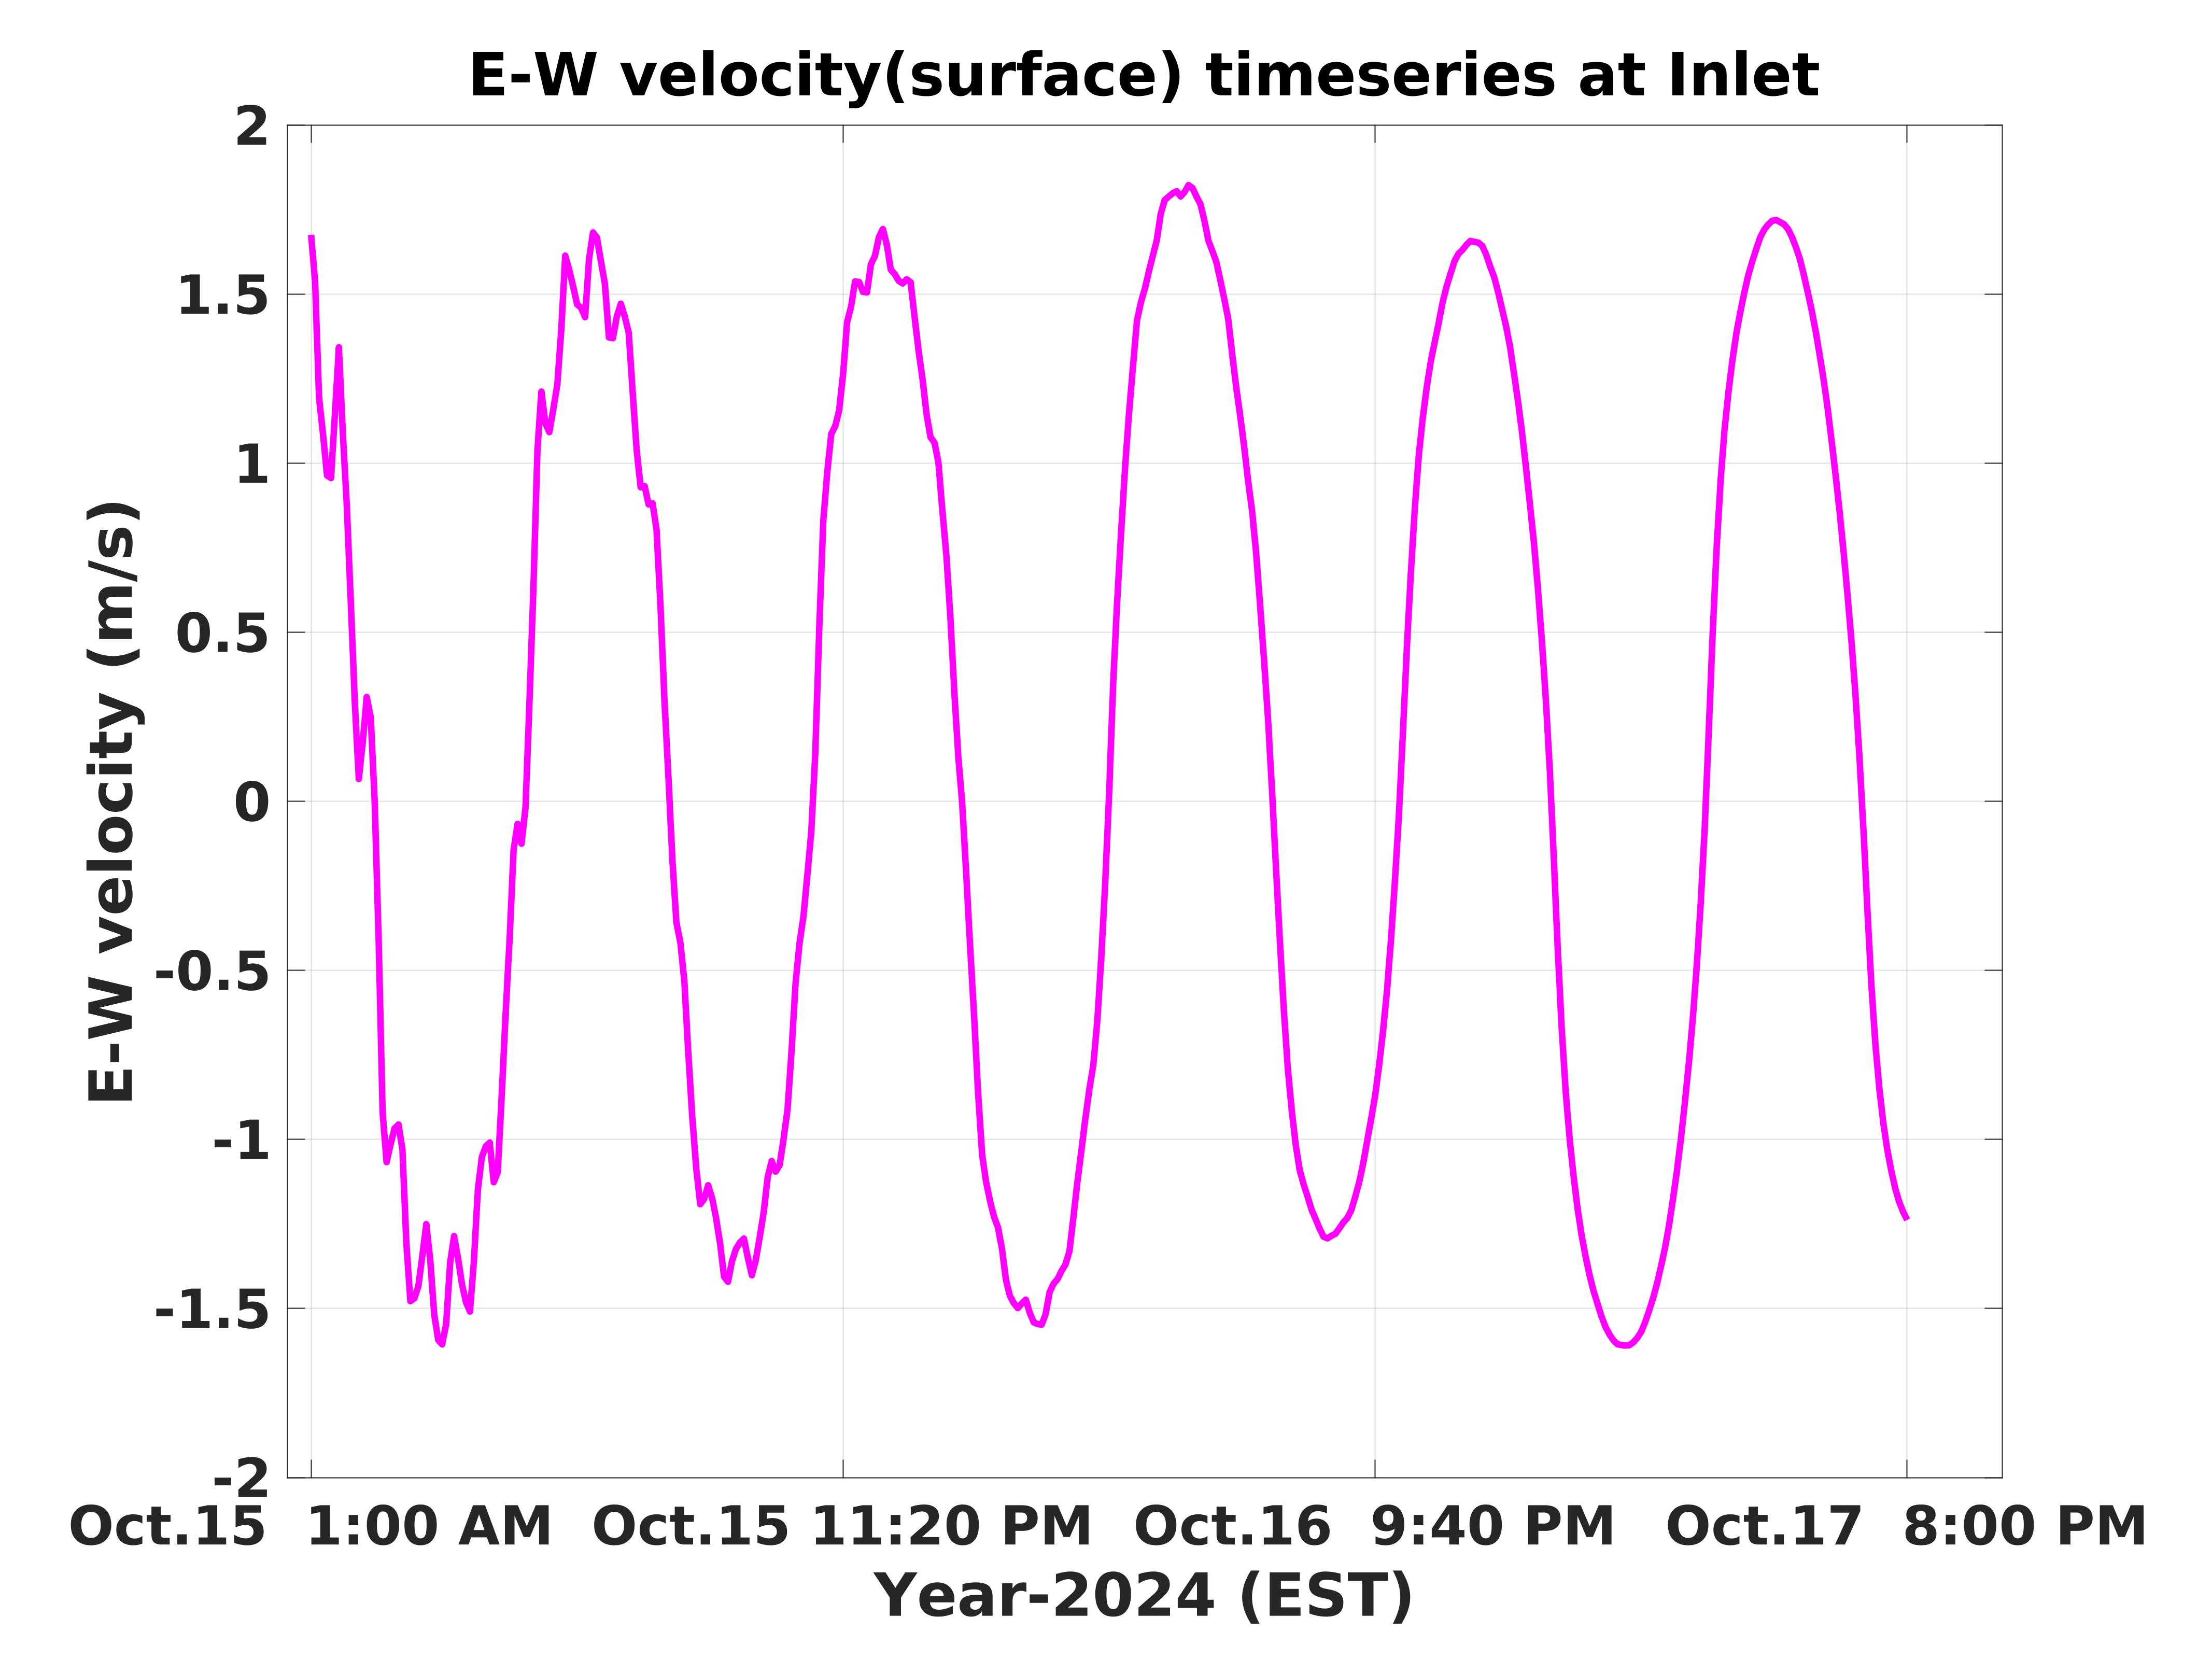 E-W velocity(surface) timeseries at Inlet
E-W velocity (m/s)
2
1.5
1
0.5
0
-0.5
-1
-1.5
-2
Oct.15 1:00 AM
Oct.15 11:20 PM
Oct.16 9:40 PM
Oct.17 8:00 PM
Year-2024 (EST)